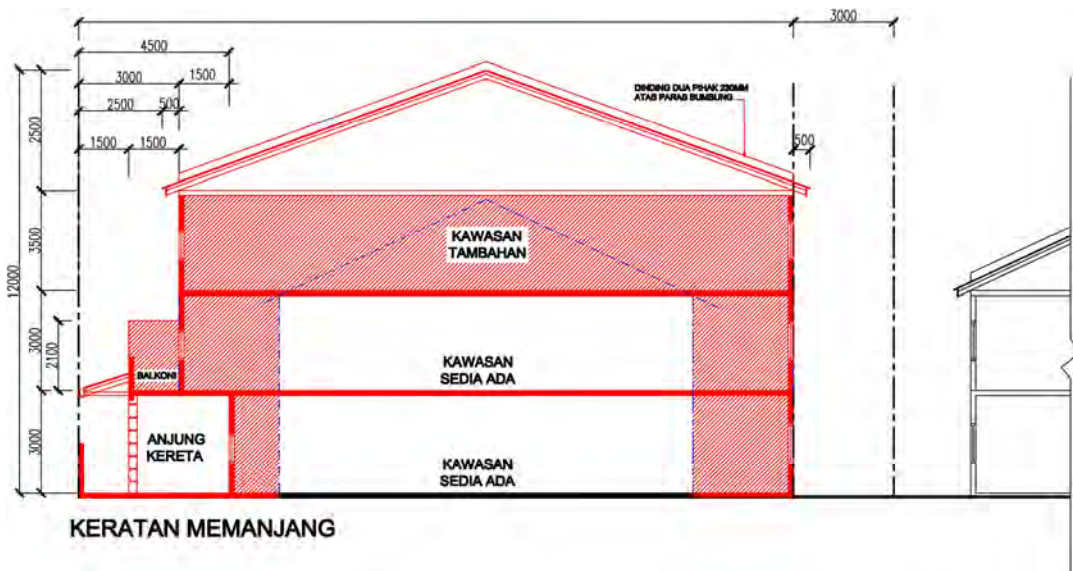 3000
4500
3000
1500
2500
500
1500
1500
12000
2500
3500
3000
2100
3000
500
DINDING DUA PIHAK 230MM
ATAS PARAS BUMBUNG
KAWASAN
TAMBAHAN
BALKONI
KAWASAN
SEDIA ADA
ANJUNG
KERETA
KAWASAN
SEDIA ADA
KERATAN MEMANJANG